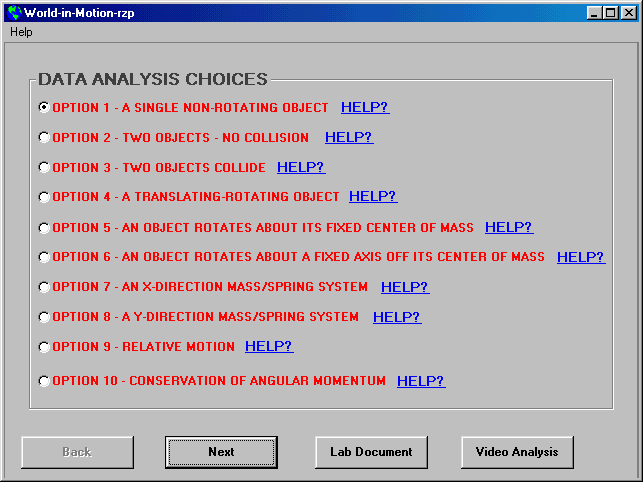 World-in-Motion-rzp
Help
DATA ANALYSIS CHOICES
OPTION 1 - A SINGLE NON-ROTATING OBJECT HELP?
OPTION 2 - TWO OBJECTS - NO COLLISION HELP?
OPTION 3 - TWO OBJECTS COLLIDE HELP?
OPTION 4 - A TRANSLATING-ROTATING OBJECT HELP?
OPTION 5 - AN OBJECT ROTATES ABOUT ITS FIXED CENTER OF MASS HELP?
OPTION 6 - AN OBJECT ROTATES ABOUT A FIXED AXIS OFF ITS CENTER OF MASS HELP?
OPTION 7 - AN X-DIRECTION MASS/SPRING SYSTEM HELP?
OPTION 8 - A Y-DIRECTION MASS/SPRING SYSTEM HELP?
OPTION 9 - RELATIVE MOTION HELP?
OPTION 10 - CONSERVATION OF ANGULAR MOMENTUM HELP?
Back Next Lab Document Video Analysis